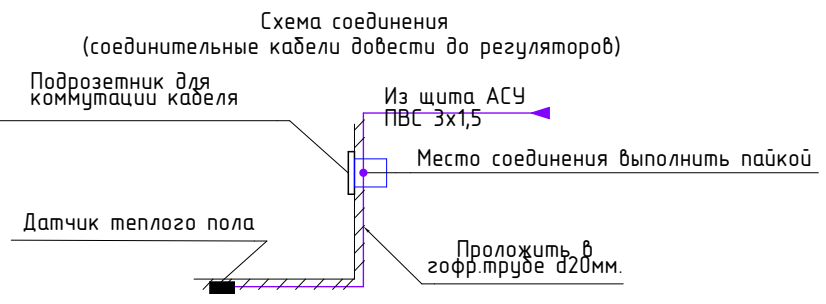 Схема соединения
(соединительные кабели довести до регуляторов)
Подрозетник для
коммутации кабеля
Из щита АСУ
ПВС 3х1,5
Место соединения выполнить пайкой
Датчик теплого пола
Проложить в
гофр.трубе d20мм.